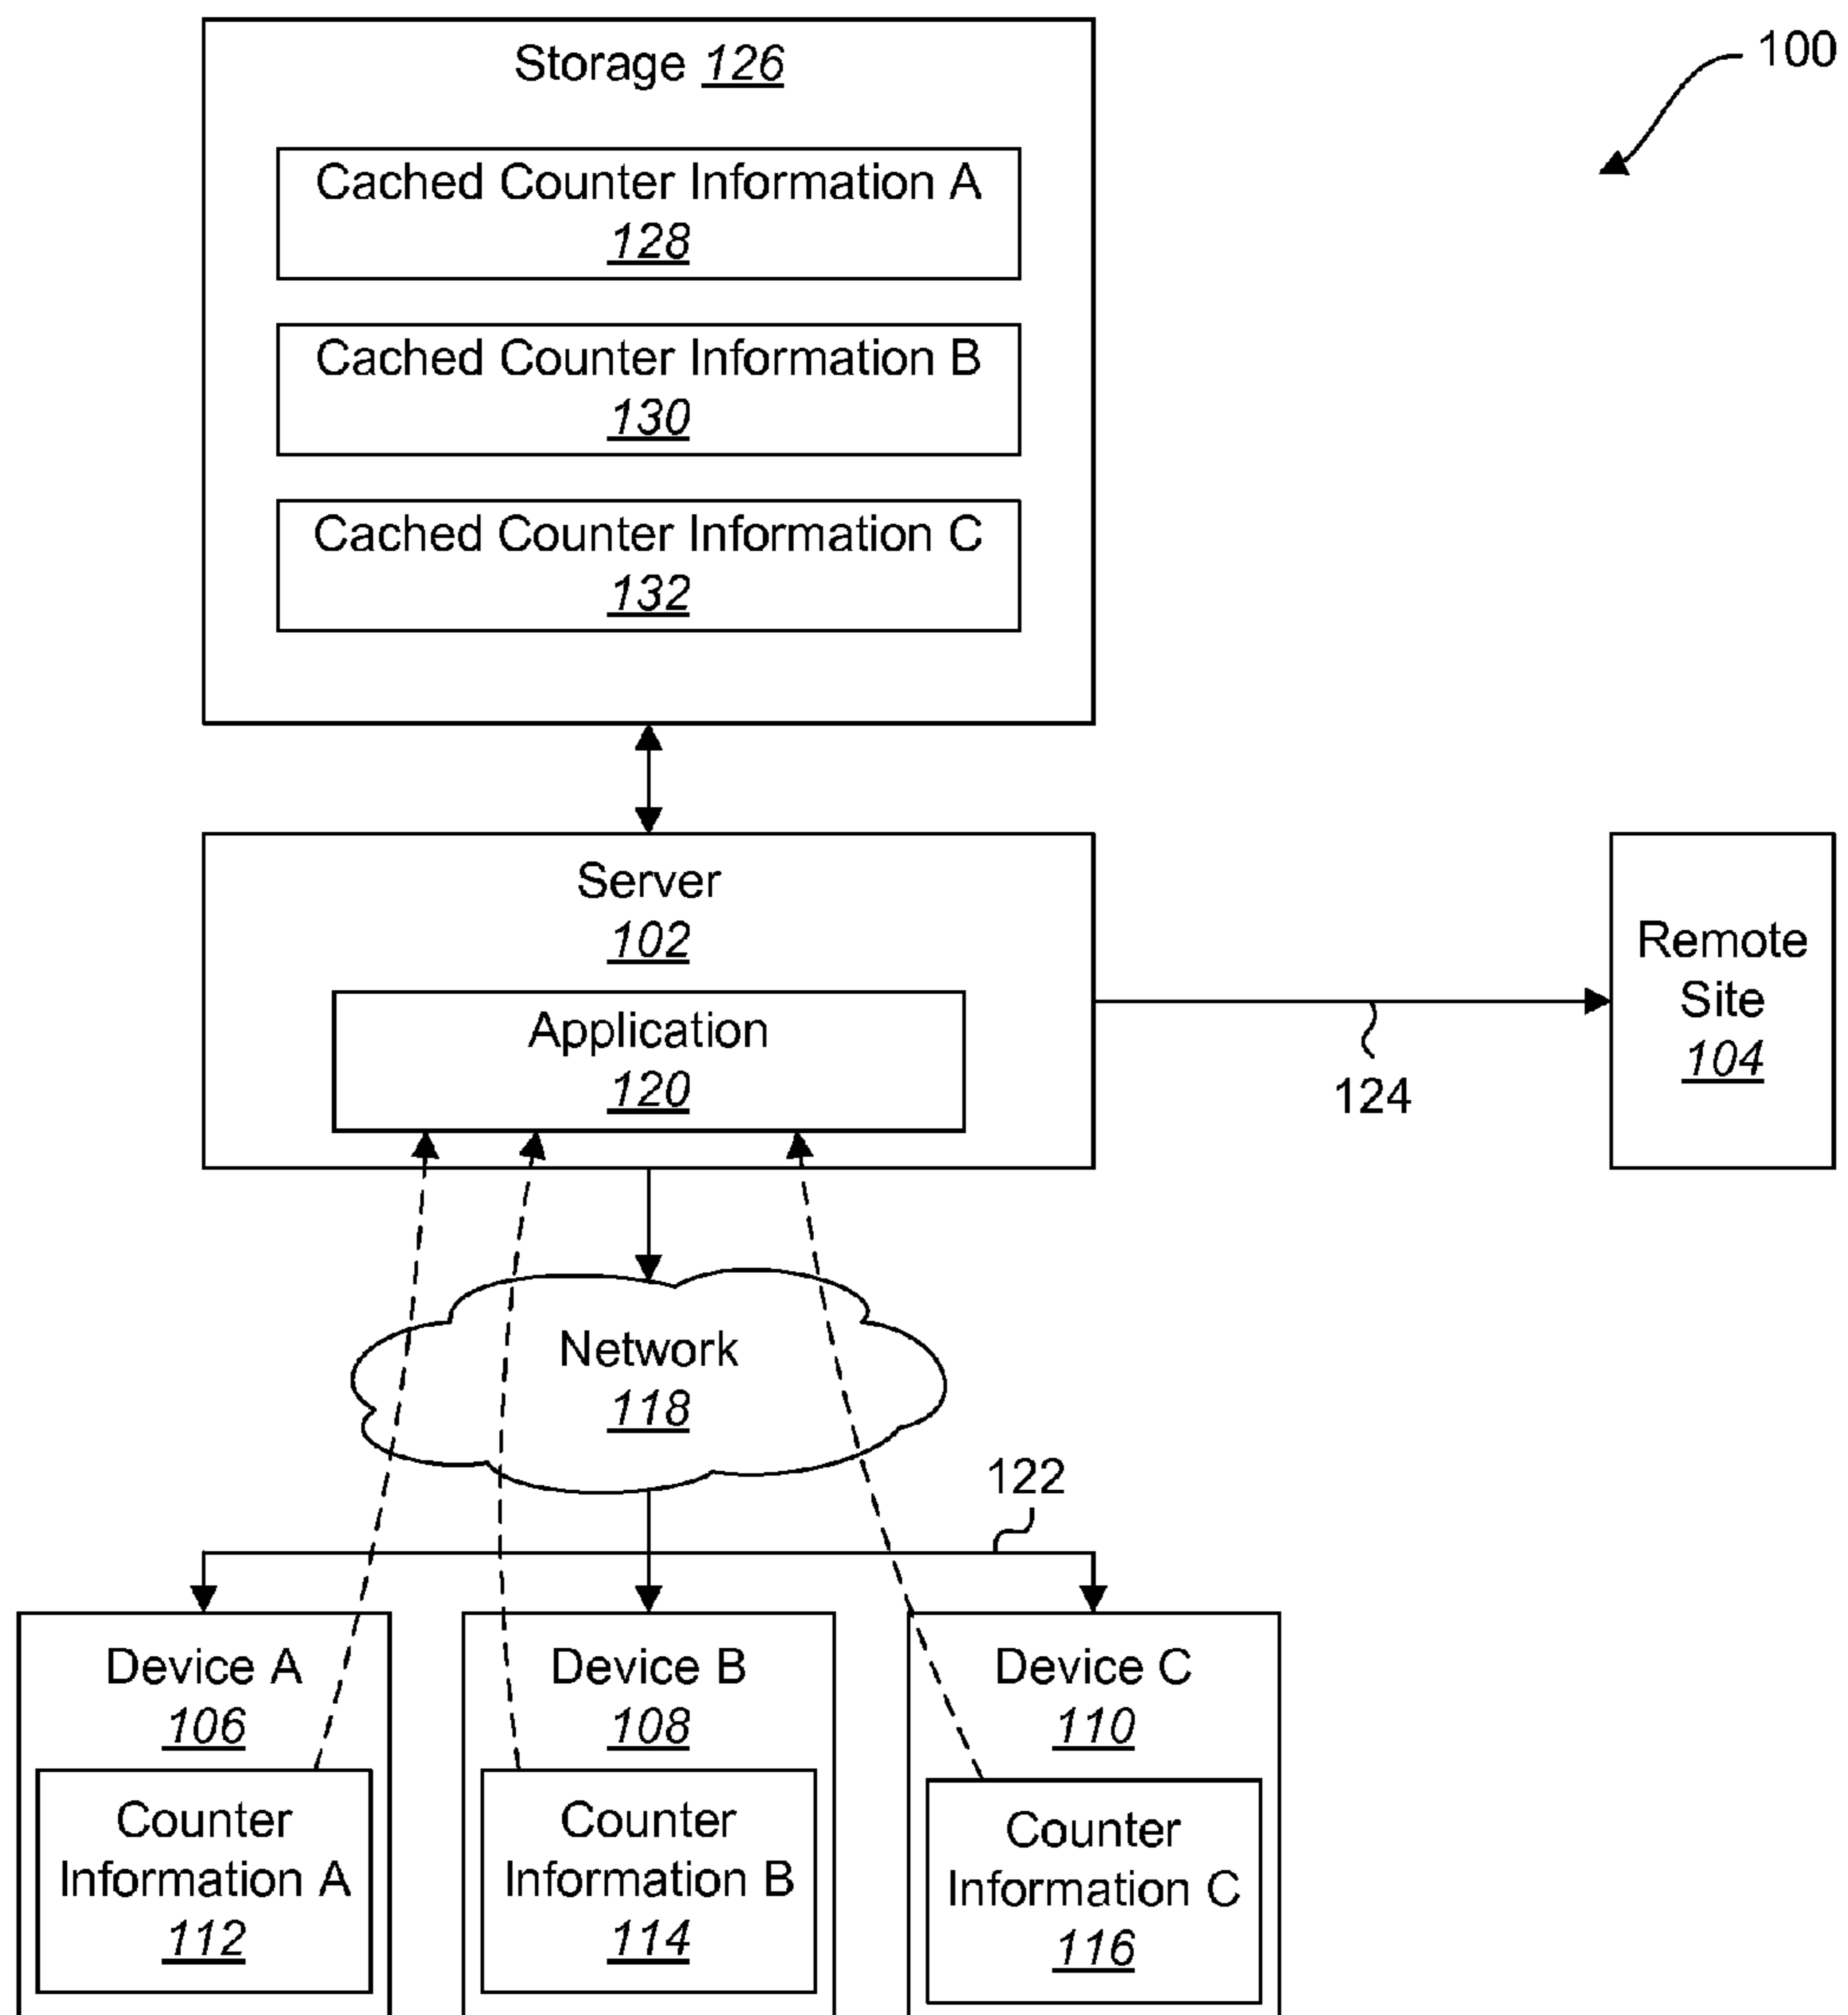 Storage 126
100
Cached Counter Information A
128
Cached Counter Information B
130
Cached Counter Information C
132
Server
102
Application
120
Remote
Site
104
124
Network
118
122
Device A
106
Counter
Information A
112
Device B
108
Counter
Information B
114
Device C
110
Counter
Information C
116